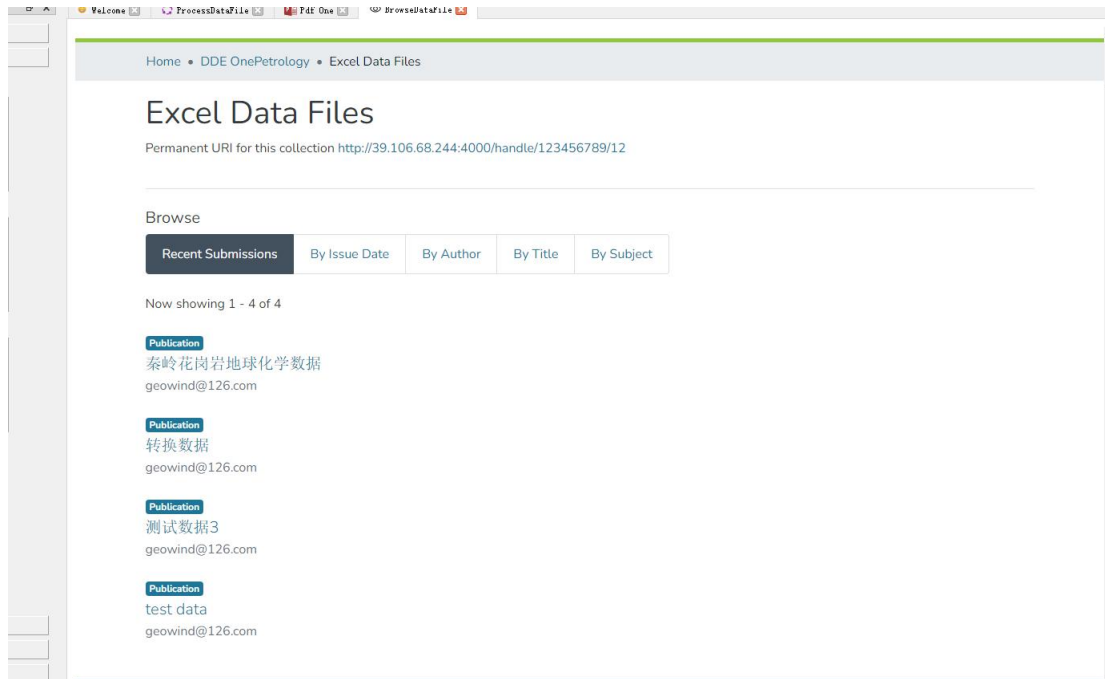 Welcome ProcessDataFile Pdf One BrowseDataFile
Home • DDE OnePetrology • Excel Data Files
Excel Data Files
Permanent URI for this collection http://39.106.68.244:4000/handle/123456789/12
Browse
Recent Submissions By Issue Date By Author By Title By Subject
Now showing 1 - 4 of 4
Publication
秦岭花岗岩地球化学数据
geowind@126.com
Publication
转换数据
geowind@126.com
Publication
测试数据3
geowind@126.com
Publication
test data
geowind@126.com